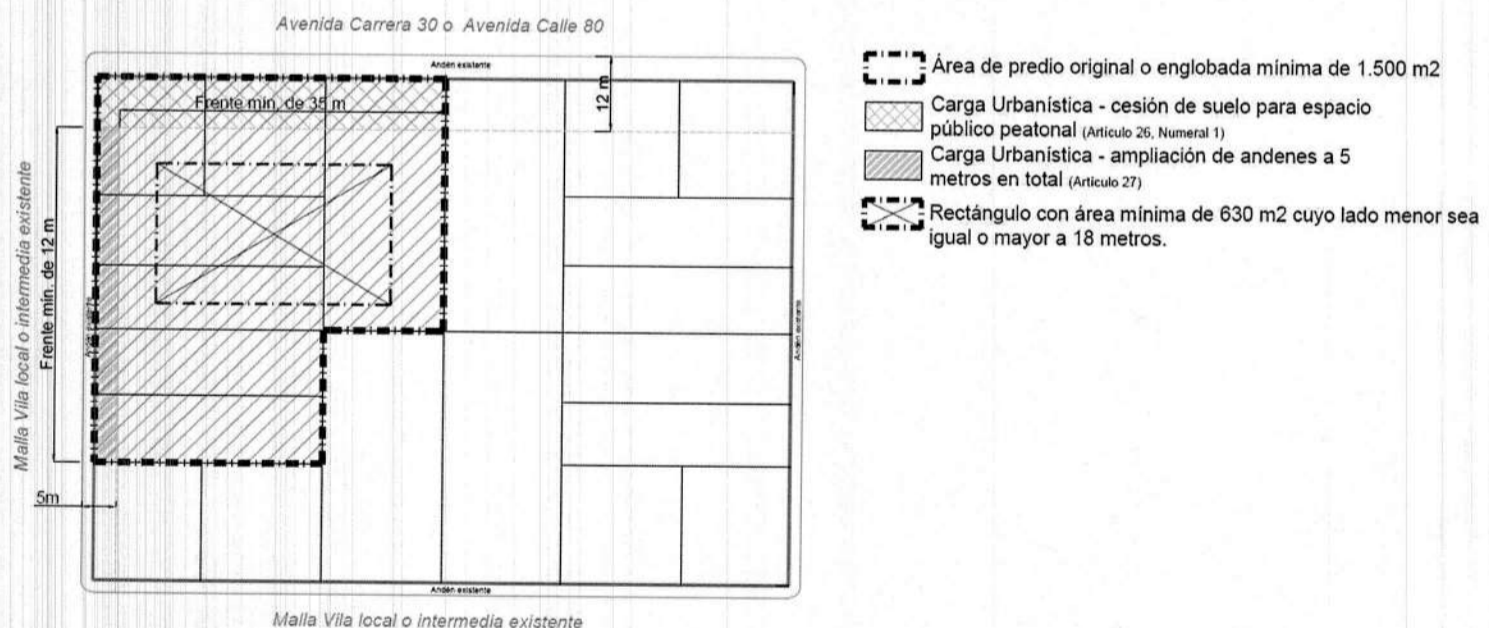 Avenida Carrera 30 o Avenida Calle 80
Andén existente
Frente min. de 35 m
12 m
Malla Vila local o intermedia existente
Frente min. de 12 m
Andén existente
5m
Andén existente
Malla Vila local o intermedia existente
Área de predio original o englobada mínima de 1.500 m2
Carga Urbanística - cesión de suelo para espacio
público peatonal (Artículo 26, Numeral 1)
Carga Urbanística - ampliación de andenes a 5
metros en total (Artículo 27)
Rectángulo con área mínima de 630 m2 cuyo lado menor sea
igual o mayor a 18 metros.